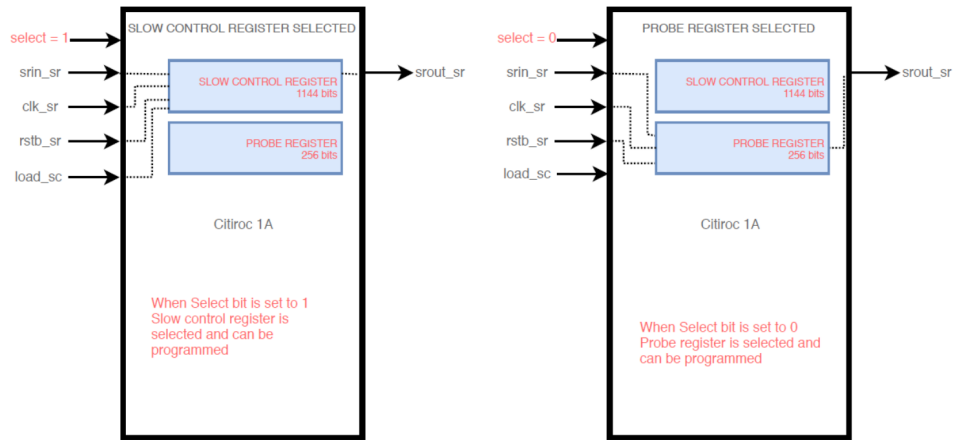 SLOW CONTROL REGISTER SELECTED
select = 1
srin_sr
clk_sr
rstb_sr
load_sc
SLOW CONTROL REGISTER
1144 bits
PROBE REGISTER
256 bits
srout_sr
Citiroc 1A
When Select bit is set to 1
Slow control register is
selected and can be
programmed
PROBE REGISTER SELECTED
select = 0
srin_sr
clk_sr
rstb_sr
load_sc
SLOW CONTROL REGISTER
1144 bits
PROBE REGISTER
256 bits
srout_sr
Citiroc 1A
When Select bit is set to 0
Probe register is selected and
can be programmed